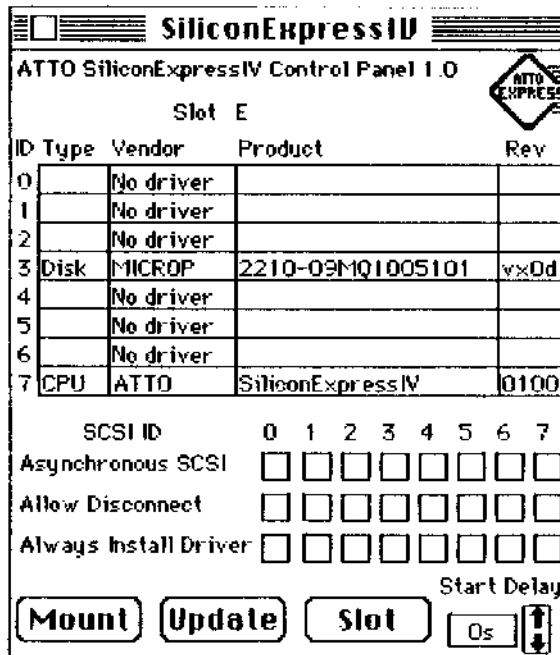 SiliconExpressIV
ATTO SiliconExpressIV Control Panel 1.0
ATTO
EXPRESS
Slot E
ID Type Vendor Product Rev
0 No driver
1 No driver
2 No driver
3 Disk MICROP 2210-09MQ1005101 vx0d
4 No driver
5 No driver
6 No driver
7 CPU ATTO SiliconExpressIV 0100
SCSI ID 0 1 2 3 4 5 6 7
Asynchronous SCSI
Allow Disconnect
Always Install Driver
Start Delay
Mount Update Slot 0s